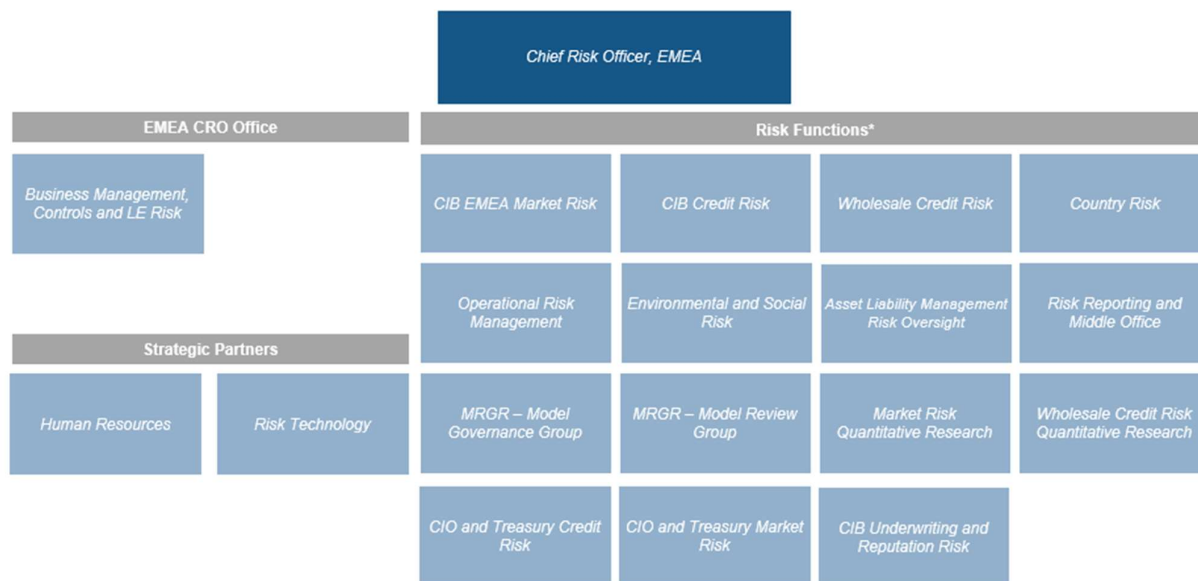 Chief Risk Officer, EMEA
EMEA CRO Office
Business Management,
Controls and LE Risk
Strategic Partners
Human Resources
Risk Technology
Risk Functions*
CIB EMEA Market Risk
CIB Credit Risk
Wholesale Credit Risk
Country Risk
Operational Risk
Management
Environmental and Social
Risk
Asset Liability Management
Risk Oversight
Risk Reporting and
Middle Office
MRGR – Model
Governance Group
MRGR – Model Review
Group
Market Risk
Quantitative Research
Wholesale Credit Risk
Quantitative Research
CIO and Treasury Credit
Risk
CIO and Treasury Market
Risk
CIB Underwriting and
Reputation Risk